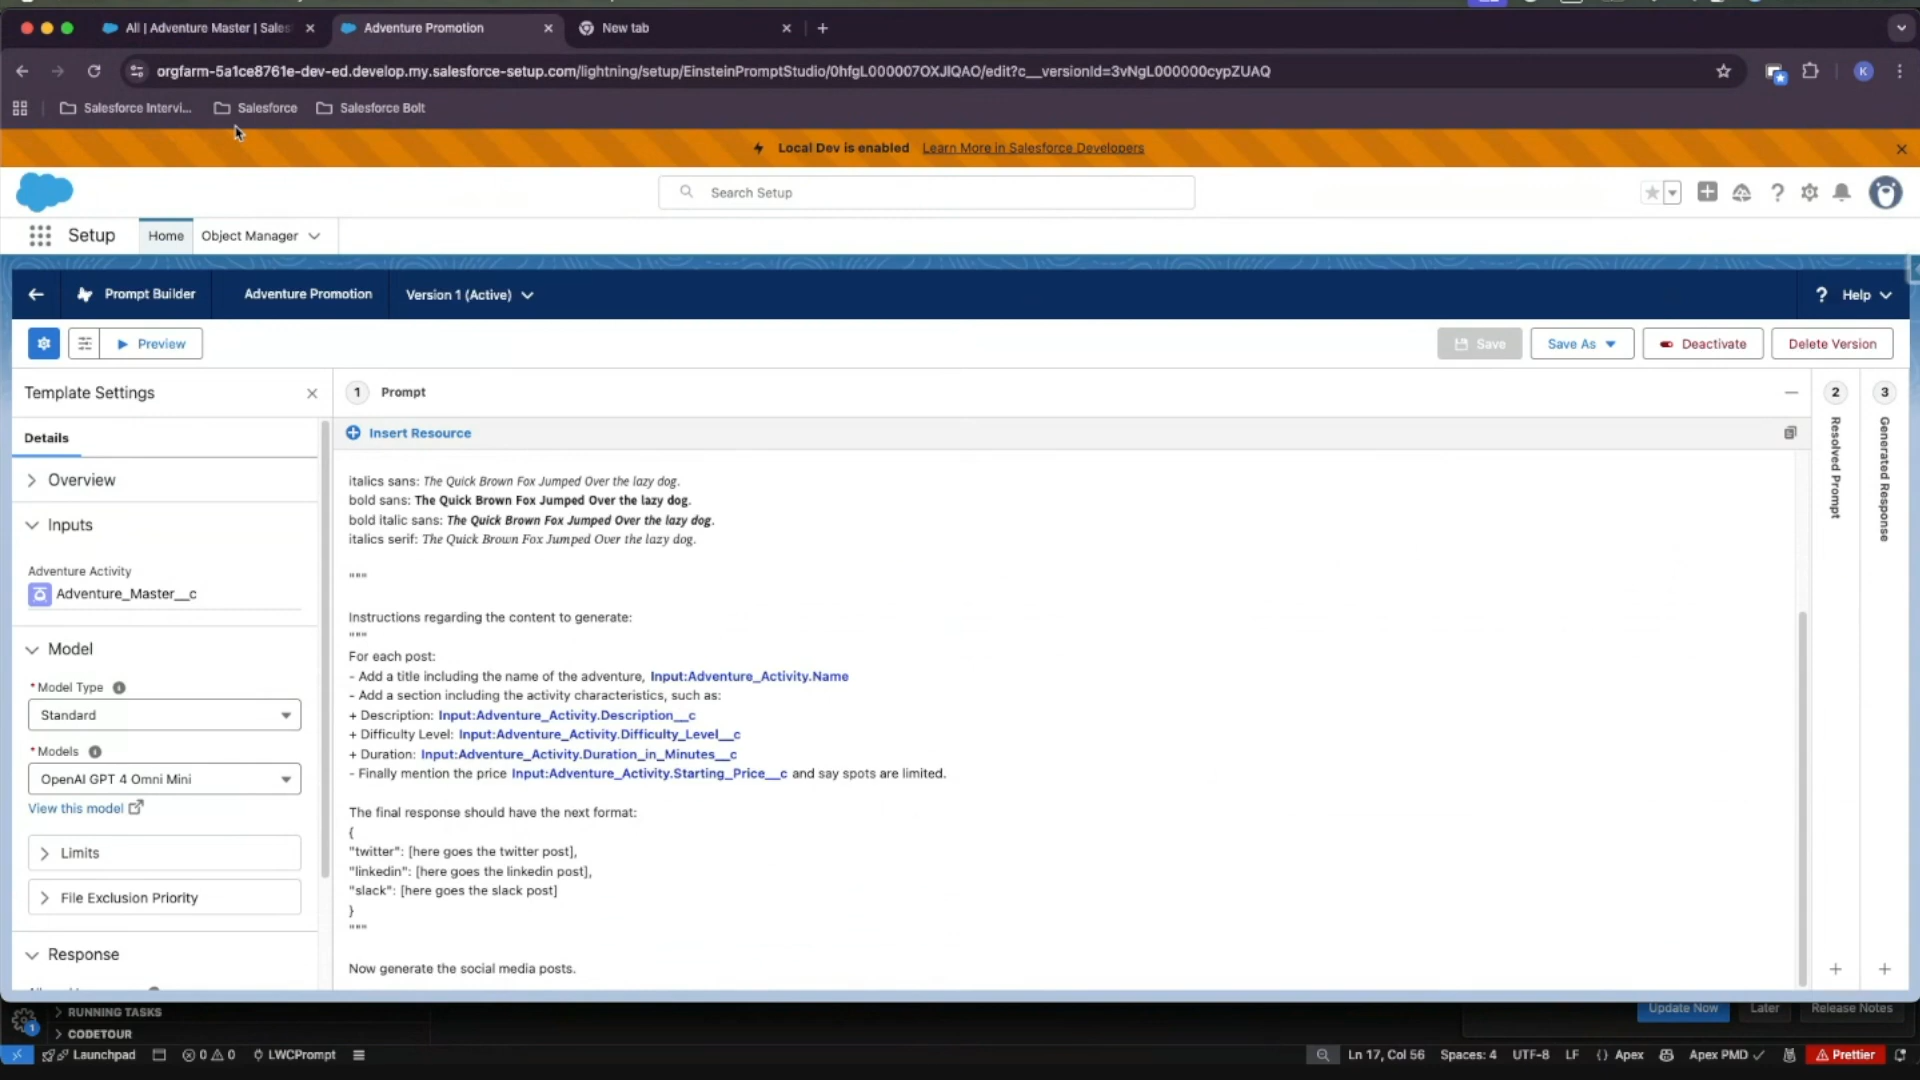 All | Adventure Master | Sales
Adventure Promotion
New tab
orgfarm-5a1ce8761e-dev-ed.develop.my.salesforce-setup.com/lightning/setup/EinsteinPromptStudio/0hfgL000007OXJIQAO/edit?c__versionId=3vNgL000000cypZUAQ
K
Salesforce Intervi...
Salesforce
Salesforce Bolt
Local Dev is enabled
Learn More in Salesforce Developers
Search Setup
Setup
Home
Object Manager
Prompt Builder
Adventure Promotion
Version 1 (Active)
? Help
Preview
Save
Save As
Deactivate
Delete Version
Template Settings
1 Prompt
2
3
Details
Insert Resource
Resolved Prompt
Generated Response
Overview
Inputs
Adventure Activity
Adventure_Master__c
Model
*Model Type
Standard
*Models
OpenAI GPT 4 Omni Mini
View this model
Limits
File Exclusion Priority
Response
italics sans: The Quick Brown Fox Jumped Over the lazy dog.
bold sans: The Quick Brown Fox Jumped Over the lazy dog.
bold italic sans: The Quick Brown Fox Jumped Over the lazy dog.
italics serif: The Quick Brown Fox Jumped Over the lazy dog.
"""
Instructions regarding the content to generate:
"""
For each post:
- Add a title including the name of the adventure, Input:Adventure_Activity.Name
- Add a section including the activity characteristics, such as:
+ Description: Input:Adventure_Activity.Description__c
+ Difficulty Level: Input:Adventure_Activity.Difficulty_Level__c
+ Duration: Input:Adventure_Activity.Duration_in_Minutes__c
- Finally mention the price Input:Adventure_Activity.Starting_Price__c and say spots are limited.
The final response should have the next format:
{
"twitter": [here goes the twitter post],
"linkedin": [here goes the linkedin post],
"slack": [here goes the slack post]
}
"""
Now generate the social media posts.
RUNNING TASKS
CODETOUR
1
Update Now
Later
Release Notes
Launchpad
0
0
LWCPrompt
Ln 17, Col 56
Spaces: 4
UTF-8
LF
{} Apex
Apex PMD
Prettier